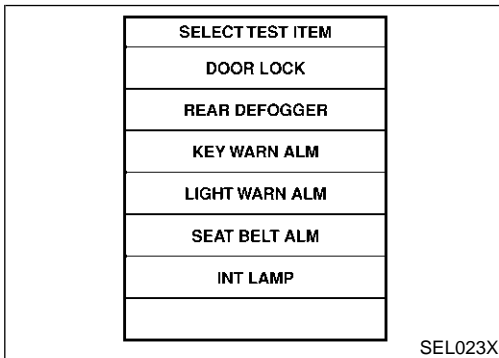 SELECT TEST ITEM
DOOR LOCK
REAR DEFOGGER
KEY WARN ALM
LIGHT WARN ALM
SEAT BELT ALM
INT LAMP
SEL023X